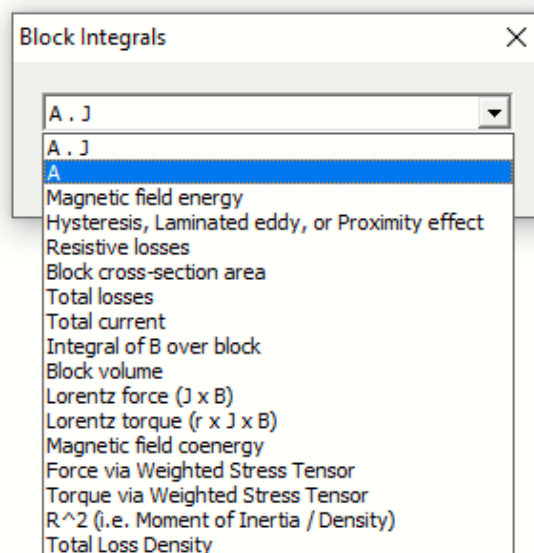 Block Integrals
A . J
A . J
A
Magnetic field energy
Hysteresis, Laminated eddy, or Proximity effect
Resistive losses
Block cross-section area
Total losses
Total current
Integral of B over block
Block volume
Lorentz force (J x B)
Lorentz torque (r x J x B)
Magnetic field coenergy
Force via Weighted Stress Tensor
Torque via Weighted Stress Tensor
R^2 (i.e. Moment of Inertia / Density)
Total Loss Density